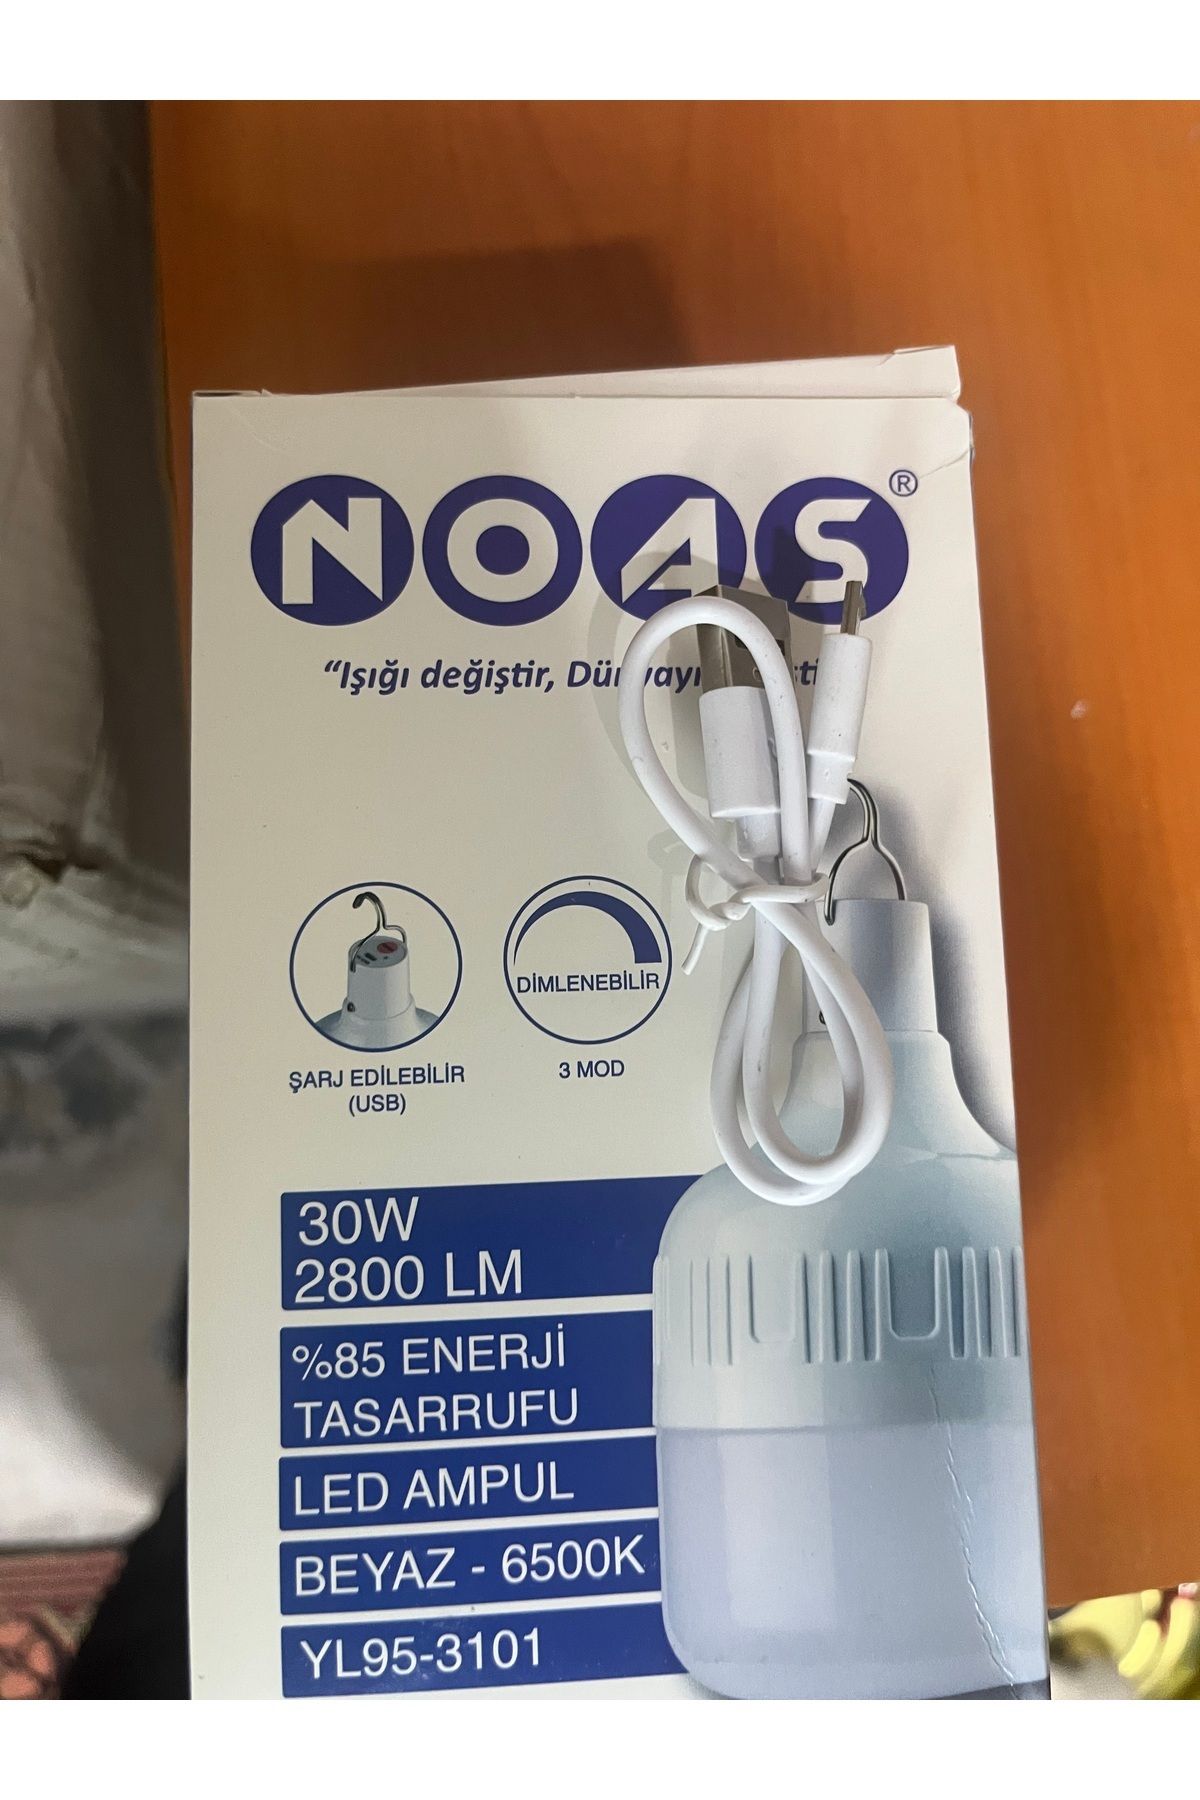 NOAS®
“Işığı değiştir,
DİMLENEBİLİR
ŞARJ EDİLEBİLİR
(USB)
3 MOD
30W
2800 LM
%85 ENERJİ
TASARRUFU
LED AMPUL
BEYAZ - 6500K
YL95-3101